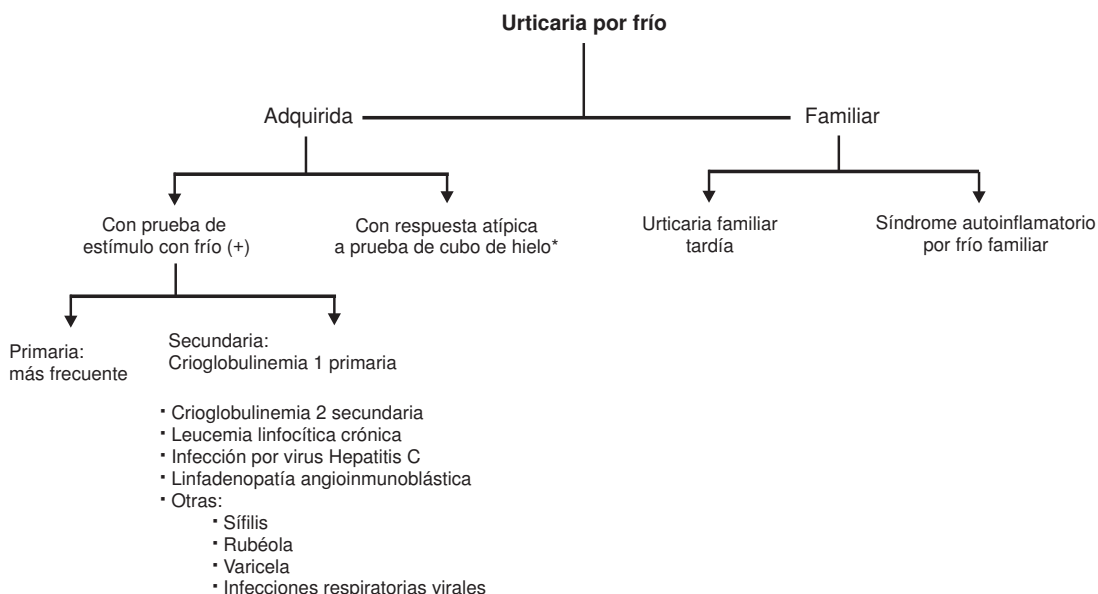 Urticaria por frío
Adquirida
Familiar
Con prueba de
estímulo con frío (+)
Con respuesta atípica
a prueba de cubo de hielo*
Urticaria familiar
tardía
Síndrome autoinflamatorio
por frío familiar
Primaria:
más frecuente
Secundaria:
Crioglobulinemia 1 primaria
▪ Crioglobulinemia 2 secundaria
▪ Leucemia linfocítica crónica
▪ Infección por virus Hepatitis C
▪ Linfadenopatía angioinmunoblástica
▪ Otras:
▪ Sífilis
▪ Rubéola
▪ Varicela
▪ Infecciones respiratorias virales